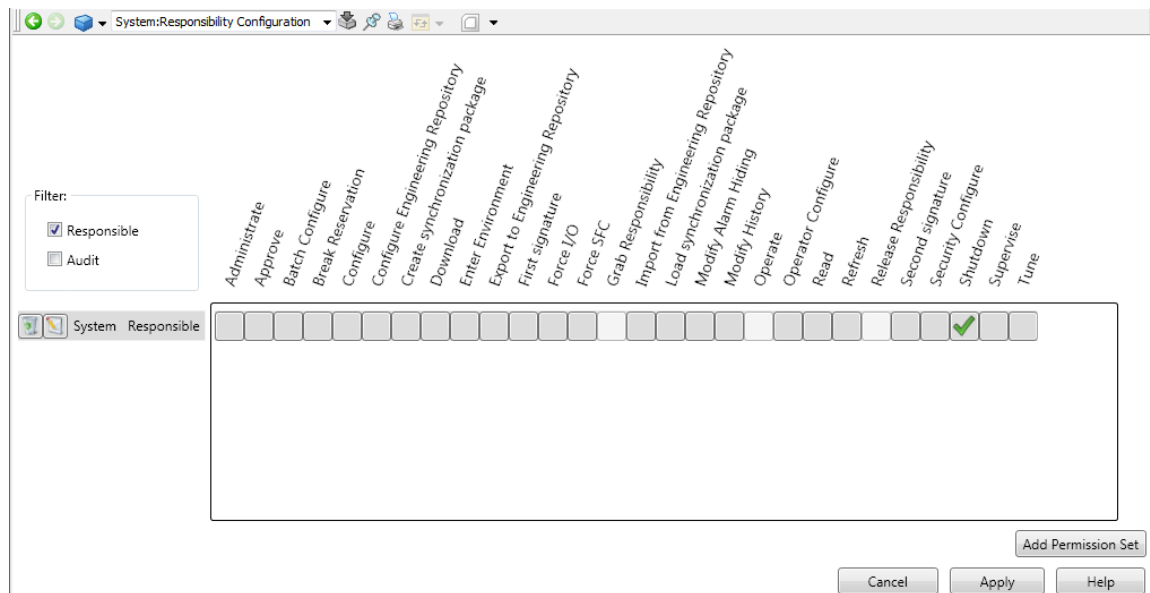 System:Responsibility Configuration
Administrate
Approve
Batch Configure
Break Reservation
Configure
Configure Engineering Repository
Create synchronization package
Download
Enter Environment
Export to Engineering Repository
First signature
Force I/O
Force SFC
Grab Responsibility
Import from Engineering Repository
Load synchronization package
Modify Alarm Hiding
Modify History
Operate
Operator Configure
Read
Refresh
Release Responsibility
Second signature
Security Configure
Shutdown
Supervise
Tune
Filter:
Responsible
Audit
System Responsible
Add Permission Set
Cancel Apply Help